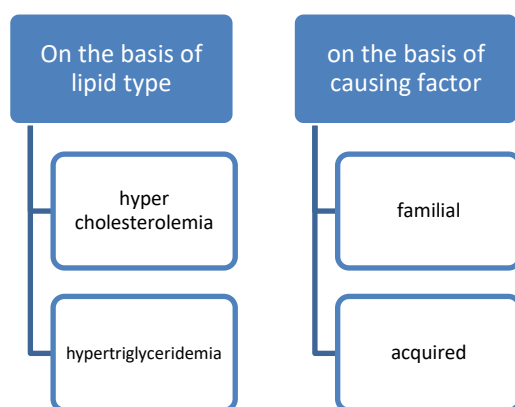 On the basis of
lipid type
hyper
cholesterolemia
hypertriglyceridemia
on the basis of
causing factor
familial
acquired